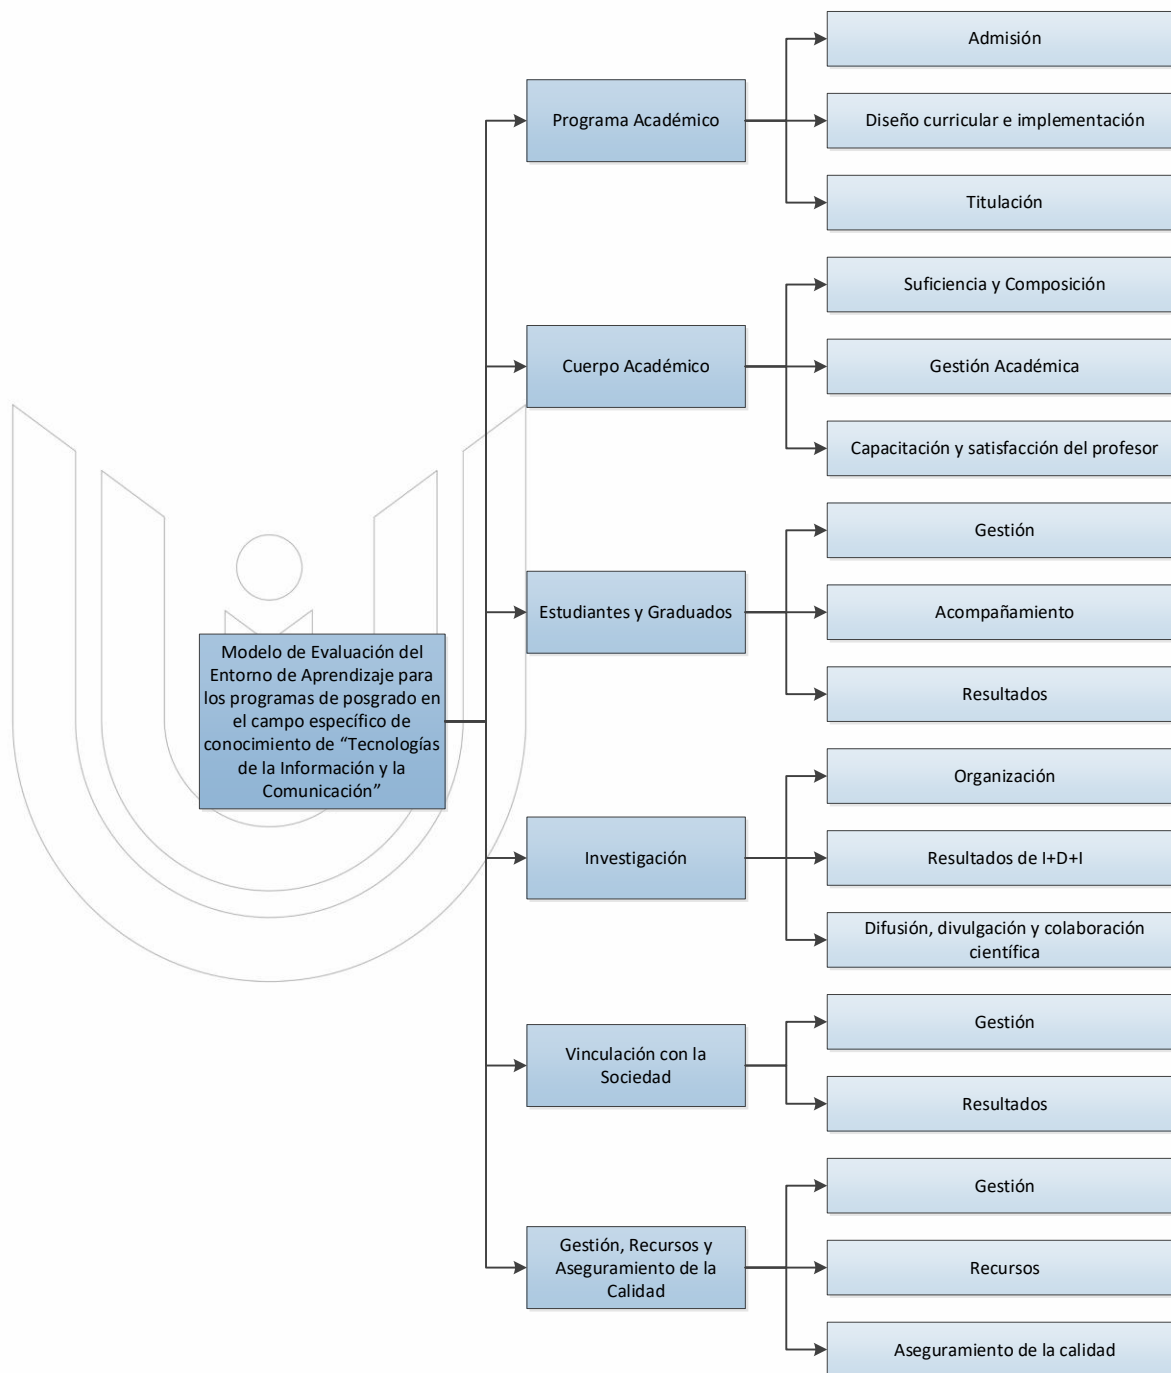 Modelo de Evaluación del
Entorno de Aprendizaje para
los programas de posgrado en
el campo específico de
conocimiento de “Tecnologías
de la Información y la
Comunicación”
Programa Académico
Admisión
Diseño curricular e implementación
Titulación
Cuerpo Académico
Suficiencia y Composición
Gestión Académica
Capacitación y satisfacción del profesor
Estudiantes y Graduados
Gestión
Acompañamiento
Resultados
Investigación
Organización
Resultados de I+D+I
Difusión, divulgación y colaboración
científica
Vinculación con la
Sociedad
Gestión
Resultados
Gestión, Recursos y
Aseguramiento de la
Calidad
Gestión
Recursos
Aseguramiento de la calidad